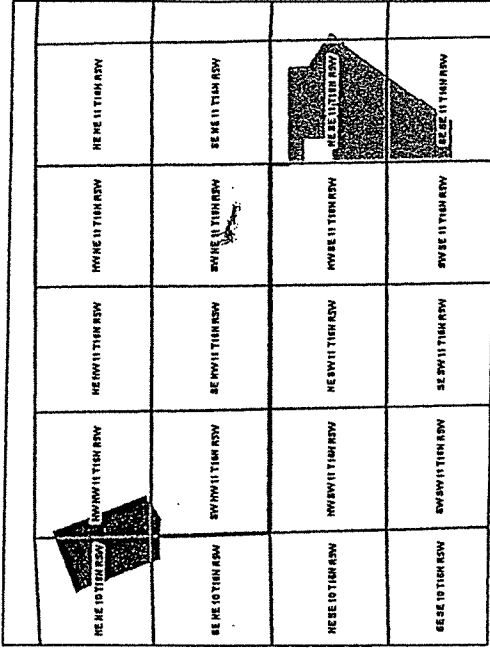 NE NE 10 T16N R5W
NW NW 11 T16N R5W
NE NW 11 T16N R5W
NW NE 11 T16N R5W
NE NE 11 T16N R5W
SE NE 10 T16N R5W
SW NW 11 T16N R5W
SE NW 11 T16N R5W
SW NE 11 T16N R5W
SE NE 11 T16N R5W
NE SE 10 T16N R5W
NW SW 11 T16N R5W
NE SW 11 T16N R5W
NW SE 11 T16N R5W
NE SE 11 T16N R5W
SE SE 10 T16N R5W
SW SW 11 T16N R5W
SE SW 11 T16N R5W
SW SE 11 T16N R5W
SE SE 11 T16N R5W